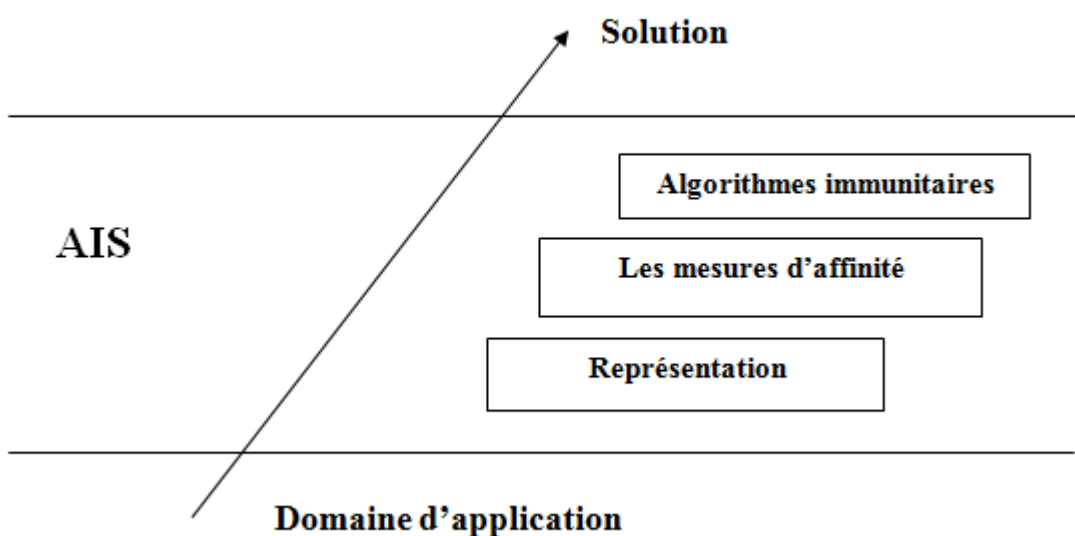 Solution
Algorithmes immunitaires
AIS
Les mesures d'affinité
Représentation
Domaine d'application